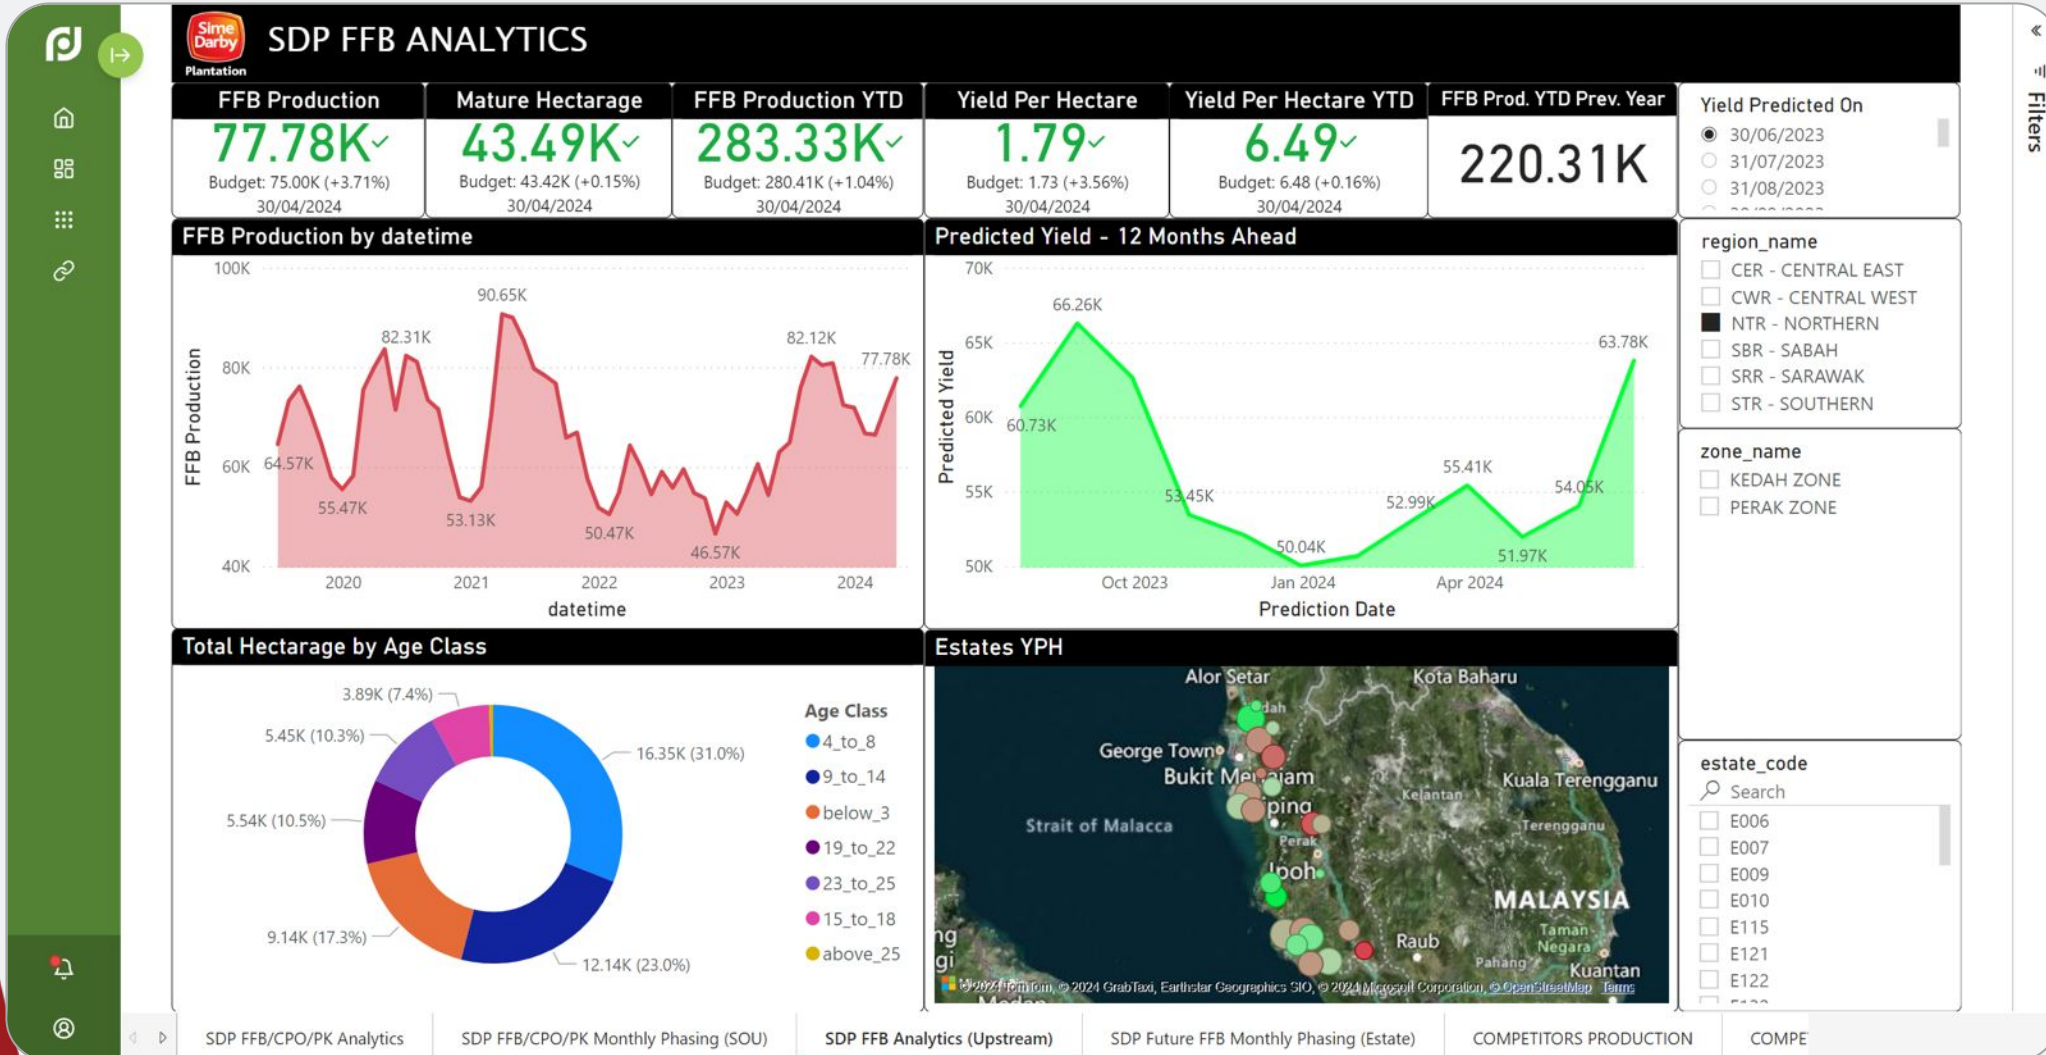 Sime
Darby
Plantation
SDP FFB ANALYTICS
FFB Production
77.78K
Budget: 75.00K (+3.71%)
30/04/2024
Mature Hectarage
43.49K
Budget: 43.42K (+0.15%)
30/04/2024
FFB Production YTD
283.33K
Budget: 280.41K (+1.04%)
30/04/2024
Yield Per Hectare
1.79
Budget: 1.73 (+3.56%)
30/04/2024
Yield Per Hectare YTD
6.49
Budget: 6.48 (+0.16%)
30/04/2024
FFB Prod. YTD Prev. Year
220.31K
Yield Predicted On
30/06/2023
31/07/2023
31/08/2023
Filters
FFB Production by datetime
FFB Production
100K
80K
60K
40K
64.57K
55.47K
82.31K
53.13K
90.65K
50.47K
46.57K
82.12K
77.78K
2020
2021
2022
2023
2024
datetime
Predicted Yield - 12 Months Ahead
Predicted Yield
70K
65K
60K
55K
50K
60.73K
66.26K
53.45K
50.04K
52.99K
55.41K
51.97K
54.05K
63.78K
Oct 2023
Jan 2024
Apr 2024
Prediction Date
region_name
CER - CENTRAL EAST
CWR - CENTRAL WEST
NTR - NORTHERN
SBR - SABAH
SRR - SARAWAK
STR - SOUTHERN
zone_name
KEDAH ZONE
PERAK ZONE
Total Hectarage by Age Class
3.89K (7.4%)
5.45K (10.3%)
5.54K (10.5%)
9.14K (17.3%)
16.35K (31.0%)
12.14K (23.0%)
Age Class
4_to_8
9_to_14
below_3
19_to_22
23_to_25
15_to_18
above_25
Estates YPH
Alor Setar
Kota Baharu
George Town
Kuala Terengganu
Kelantan
Strait of Malacca
Terengganu
Perak
Ipoh
MALAYSIA
Taman
Negara
Raub
Pahang
Kuantan
© 2024 TomTom, © 2024 GrabTaxi, Earthstar Geographics SIO, © 2024 Microsoft Corporation, © OpenStreetMap Terms
estate_code
Search
E006
E007
E009
E010
E115
E121
E122
SDP FFB/CPO/PK Analytics
SDP FFB/CPO/PK Monthly Phasing (SOU)
SDP FFB Analytics (Upstream)
SDP Future FFB Monthly Phasing (Estate)
COMPETITORS PRODUCTION
COMPE